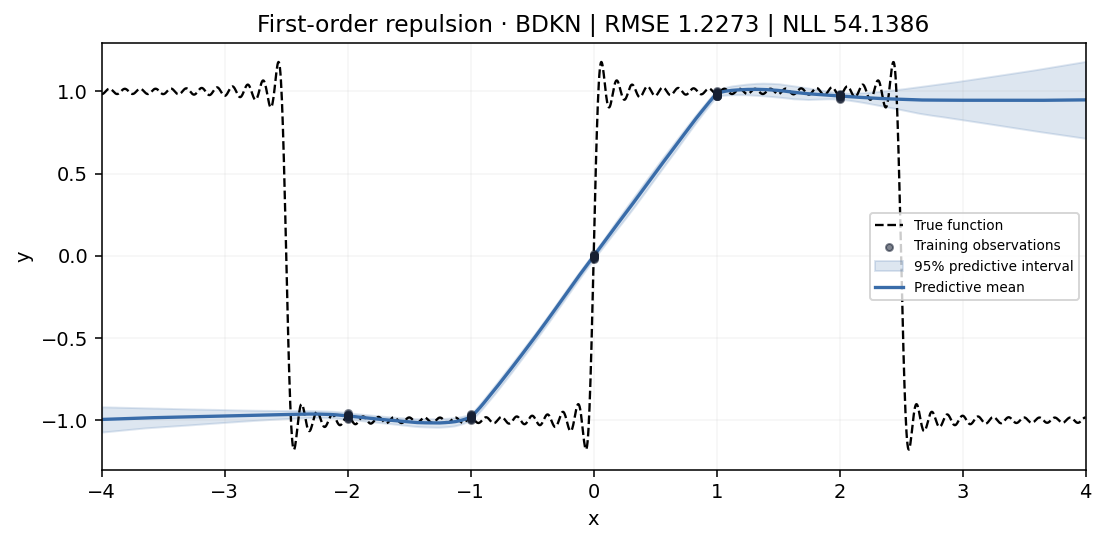 First-order repulsion · BDKN | RMSE 1.2273 | NLL 54.1386
y
1.0
0.5
0.0
−0.5
−1.0
True function
Training observations
95% predictive interval
Predictive mean
−4 −3 −2 −1 0 1 2 3 4
x